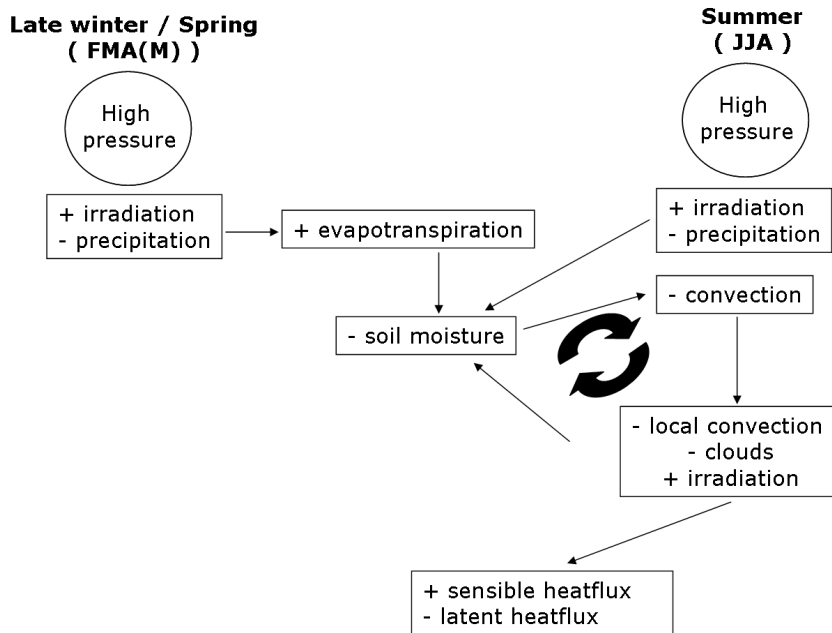 Late winter / Spring
( FMA(M) )
High
pressure
+ irradiation
- precipitation
+ evapotranspiration
- soil moisture
Summer
( JJA )
High
pressure
+ irradiation
- precipitation
- convection
- local convection
- clouds
+ irradiation
+ sensible heatflux
- latent heatflux